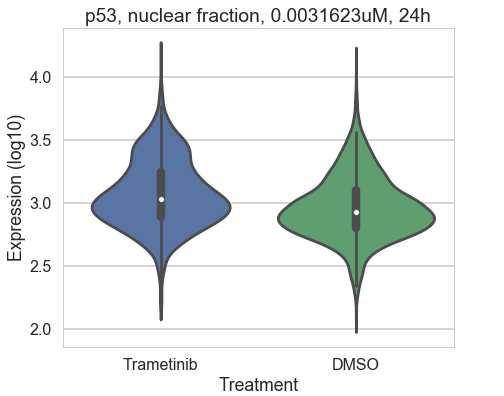 p53, nuclear fraction, 0.0031623uM, 24h
Expression (log10)
4.0
3.5
3.0
2.5
2.0
Trametinib DMSO
Treatment